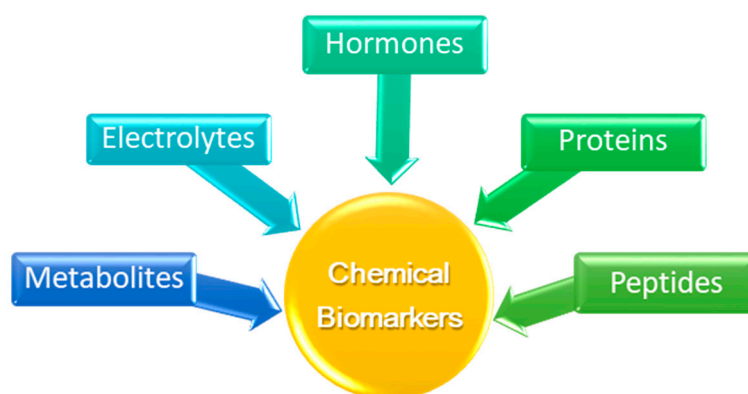 Hormones
Electrolytes
Proteins
Metabolites
Chemical
Biomarkers
Peptides